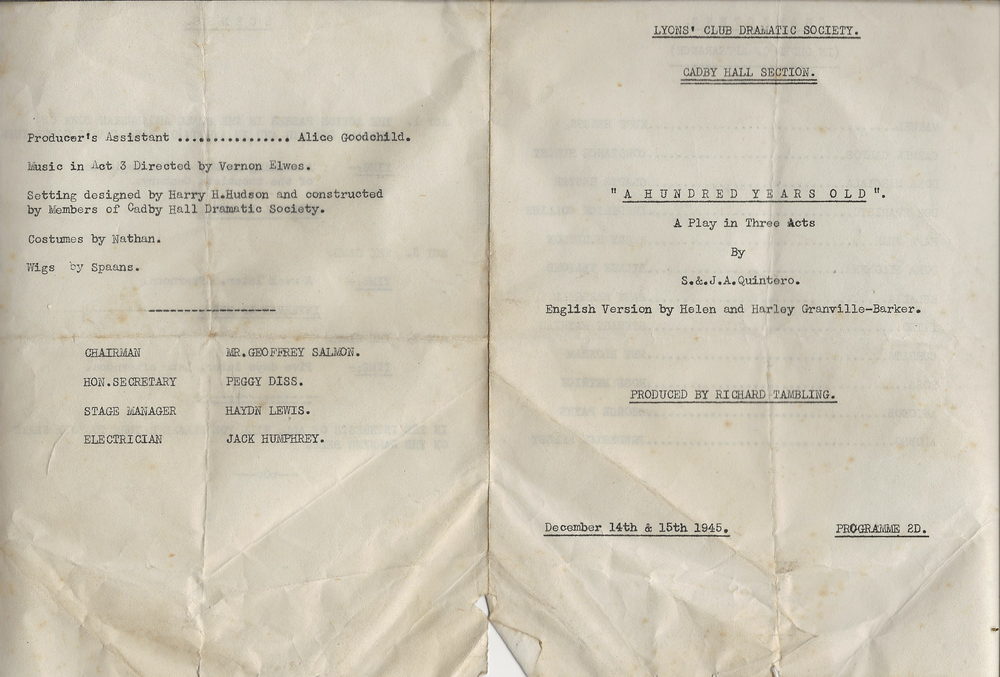 Producer's Assistant ............... Alice Goodchild.
Music in Act 3 Directed by Vernon Elwes.
Setting designed by Harry H.Hudson and constructed
by Members of Cadby Hall Dramatic Society.
Costumes by Nathan.
Wigs by Spaans.
--------------------
CHAIRMAN MR.GEOFFREY SALMON.
HON.SECRETARY PEGGY DISS.
STAGE MANAGER HAYDN LEWIS.
ELECTRICIAN JACK HUMPHREY.
LYONS' CLUB DRAMATIC SOCIETY.
CADBY HALL SECTION.
"A HUNDRED YEARS OLD".
A Play in Three Acts
By
S.&.J.A.Quintero.
English Version by Helen and Harley Granville-Barker.
PRODUCED BY RICHARD TAMBLING.
December 14th & 15th 1945. PROGRAMME 2D.